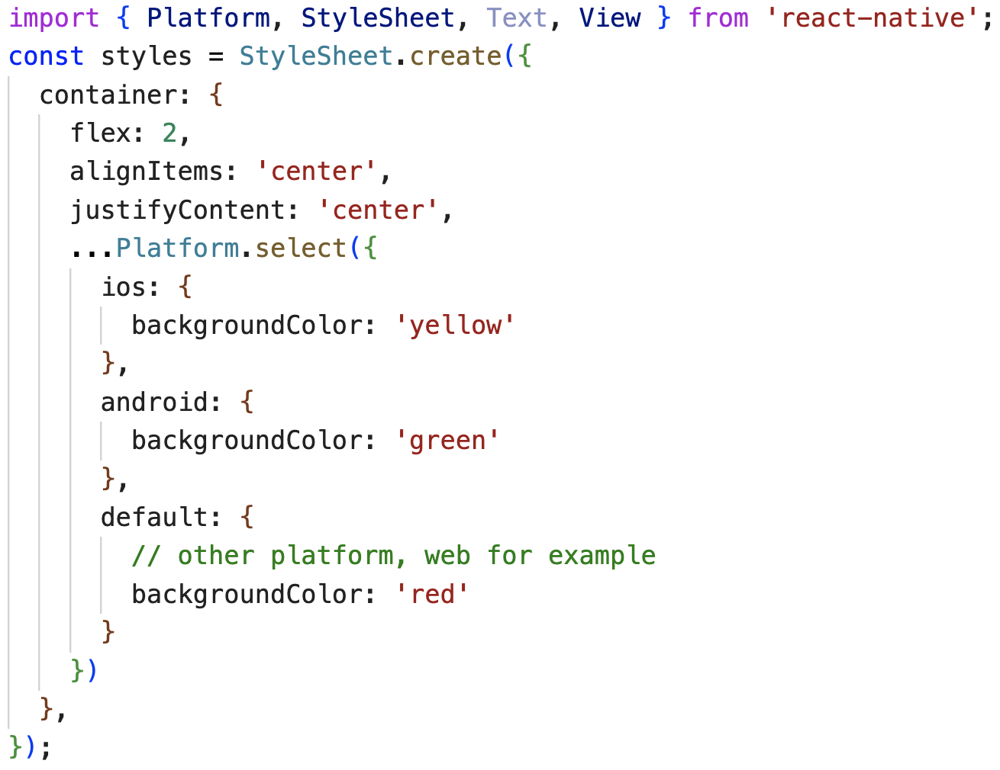 import { Platform, StyleSheet, Text, View } from 'react-native';
const styles = StyleSheet.create({
  container: {
    flex: 2,
    alignItems: 'center',
    justifyContent: 'center',
    ...Platform.select({
      ios: {
        backgroundColor: 'yellow'
      },
      android: {
        backgroundColor: 'green'
      },
      default: {
        // other platform, web for example
        backgroundColor: 'red'
      }
    })
  },
});